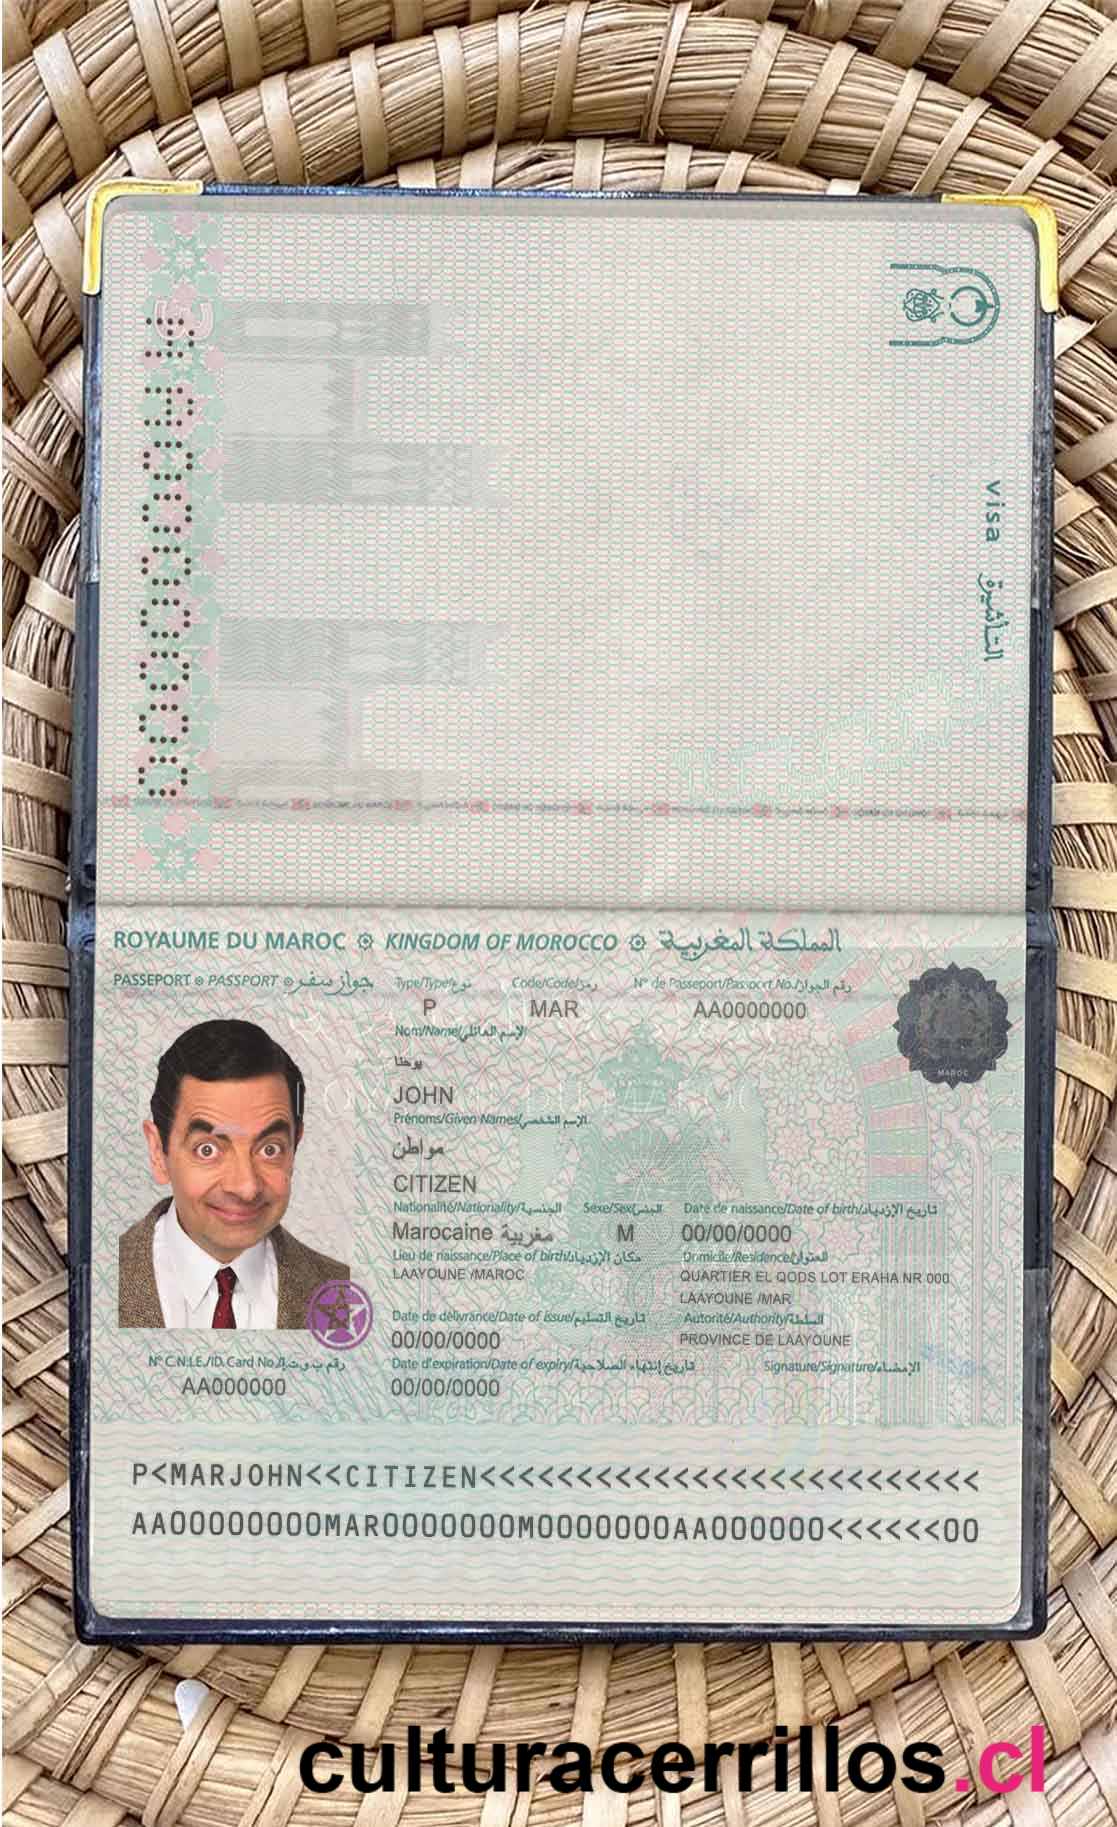 visa التأشيرة
ROYAUME DU MAROC KINGDOM OF MOROCCO المملكة المغربية
PASSEPORT PASSPORT جواز سفر
Type/Type/نوع Code/Code/رمز N° de Passeport/Passport No./رقم الجواز
P MAR AA0000000
Nom/Name/الإسم العائلي
يوحنا
JOHN
Prénoms/Given Names/الإسم الشخصي
مواطن
CITIZEN
Nationalité/Nationality/الجنسية Sexe/Sex/الجنس Date de naissance/Date of birth/تاريخ الإزدياد
Marocaine مغربية M 00/00/0000
Lieu de naissance/Place of birth/مكان الإزدياد Domicile/Residence/العنوان
LAAYOUNE /MAROC QUARTIER EL QODS LOT ERAHA NR 000
LAAYOUNE /MAR
Date de délivrance/Date of issue/تاريخ التسليم Autorité/Authority/السلطة
00/00/0000 PROVINCE DE LAAYOUNE
N° C.N.I.E./ID. Card No./رقم ب.و.ت.إ Date d'expiration/Date of expiry/تاريخ إنتهاء الصلاحية Signature/Signature/الإمضاء
AA000000 00/00/0000
MAROC
P<MARJOHN<<CITIZEN<<<<<<<<<<<<<<<<<<<<<<<<<<
AA00000000MAR0000000M0000000AA000000<<<<<<00
culturacerrillos.cl